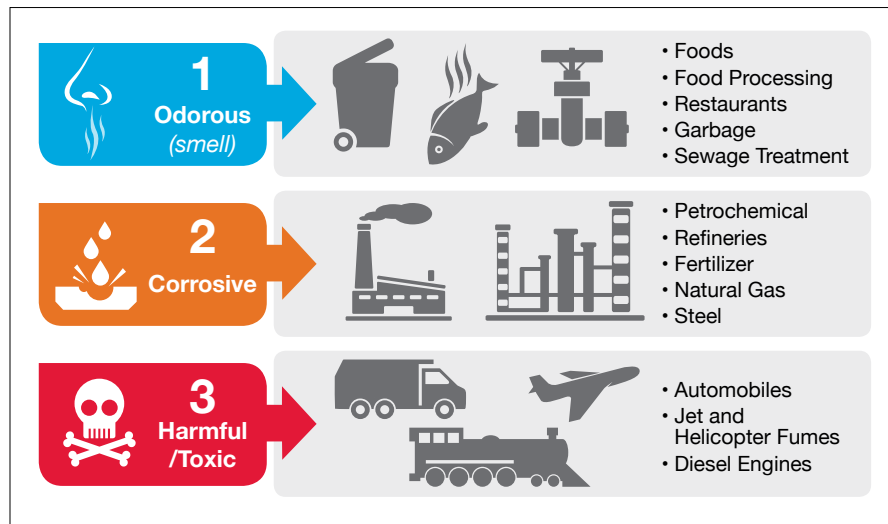 1
Odorous
(smell)
• Foods
• Food Processing
• Restaurants
• Garbage
• Sewage Treatment
2
Corrosive
• Petrochemical
• Refineries
• Fertilizer
• Natural Gas
• Steel
3
Harmful
/Toxic
• Automobiles
• Jet and
Helicopter Fumes
• Diesel Engines